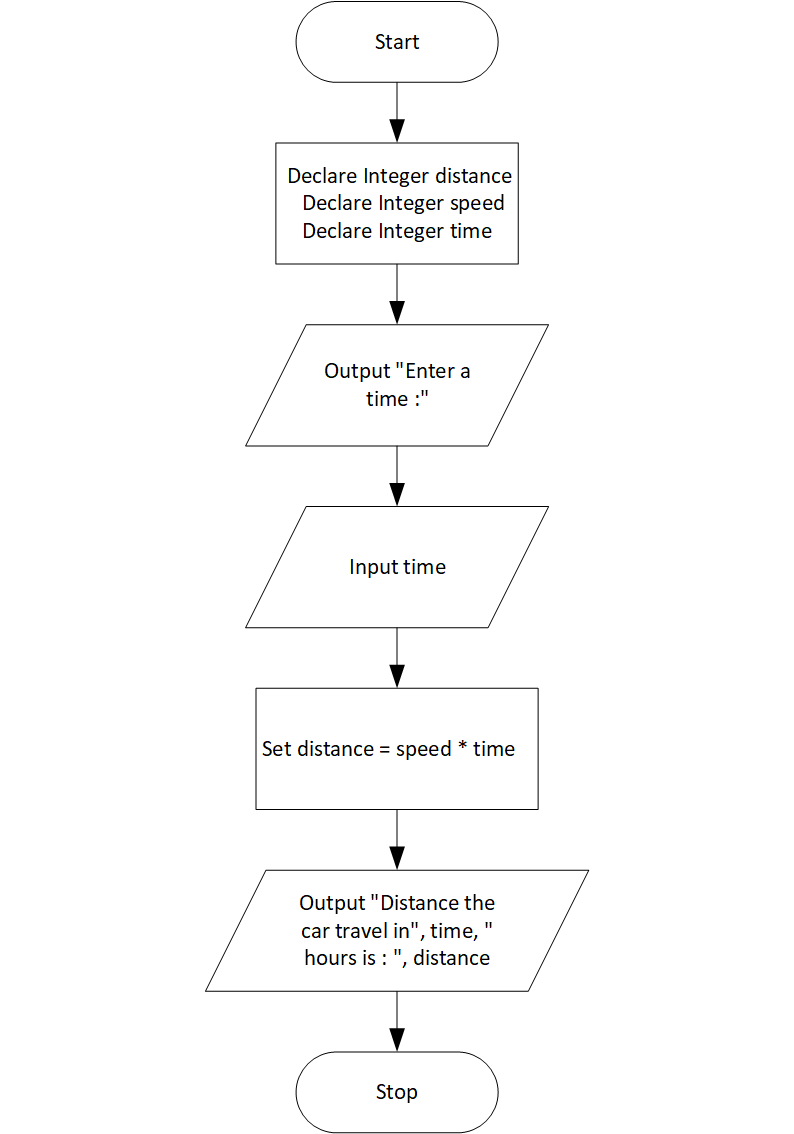 Start
Declare Integer distance
Declare Integer speed
Declare Integer time
Output "Enter a
time :"
Input time
Set distance = speed * time
Output "Distance the
car travel in", time, "
hours is : ", distance
Stop